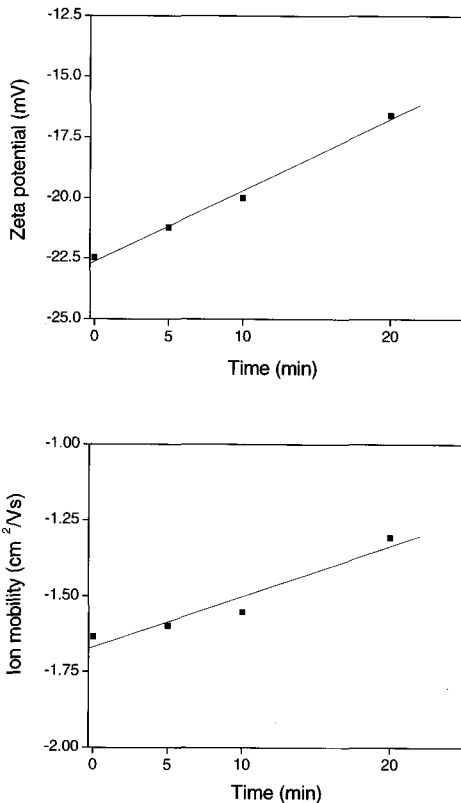 Zeta potential (mV)
-12.5
-15.0
-17.5
-20.0
-22.5
-25.0
0 5 10 20
Time (min)
Ion mobility (cm ²/Vs)
-1.00
-1.25
-1.50
-1.75
-2.00
0 5 10 20
Time (min)